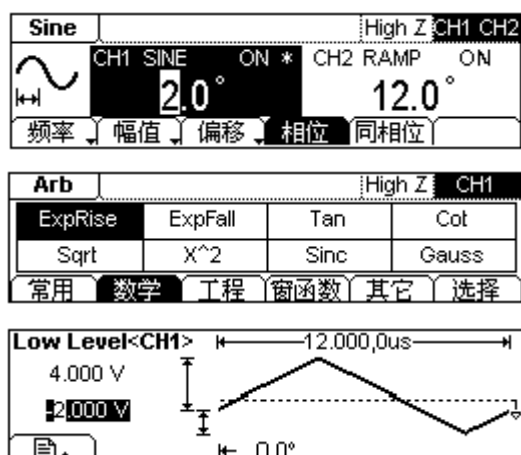 Sine High Z CH1 CH2
CH1 SINE ON * CH2 RAMP ON
2.0° 12.0°
频率 幅值 偏移 相位 同相位
Arb High Z CH1
ExpRise ExpFall Tan Cot
Sqrt X^2 Sinc Gauss
常用 数学 工程 窗函数 其它 选择
Low Level<CH1> 12.000,0us
4.000 V
-2.000 V
0.0°